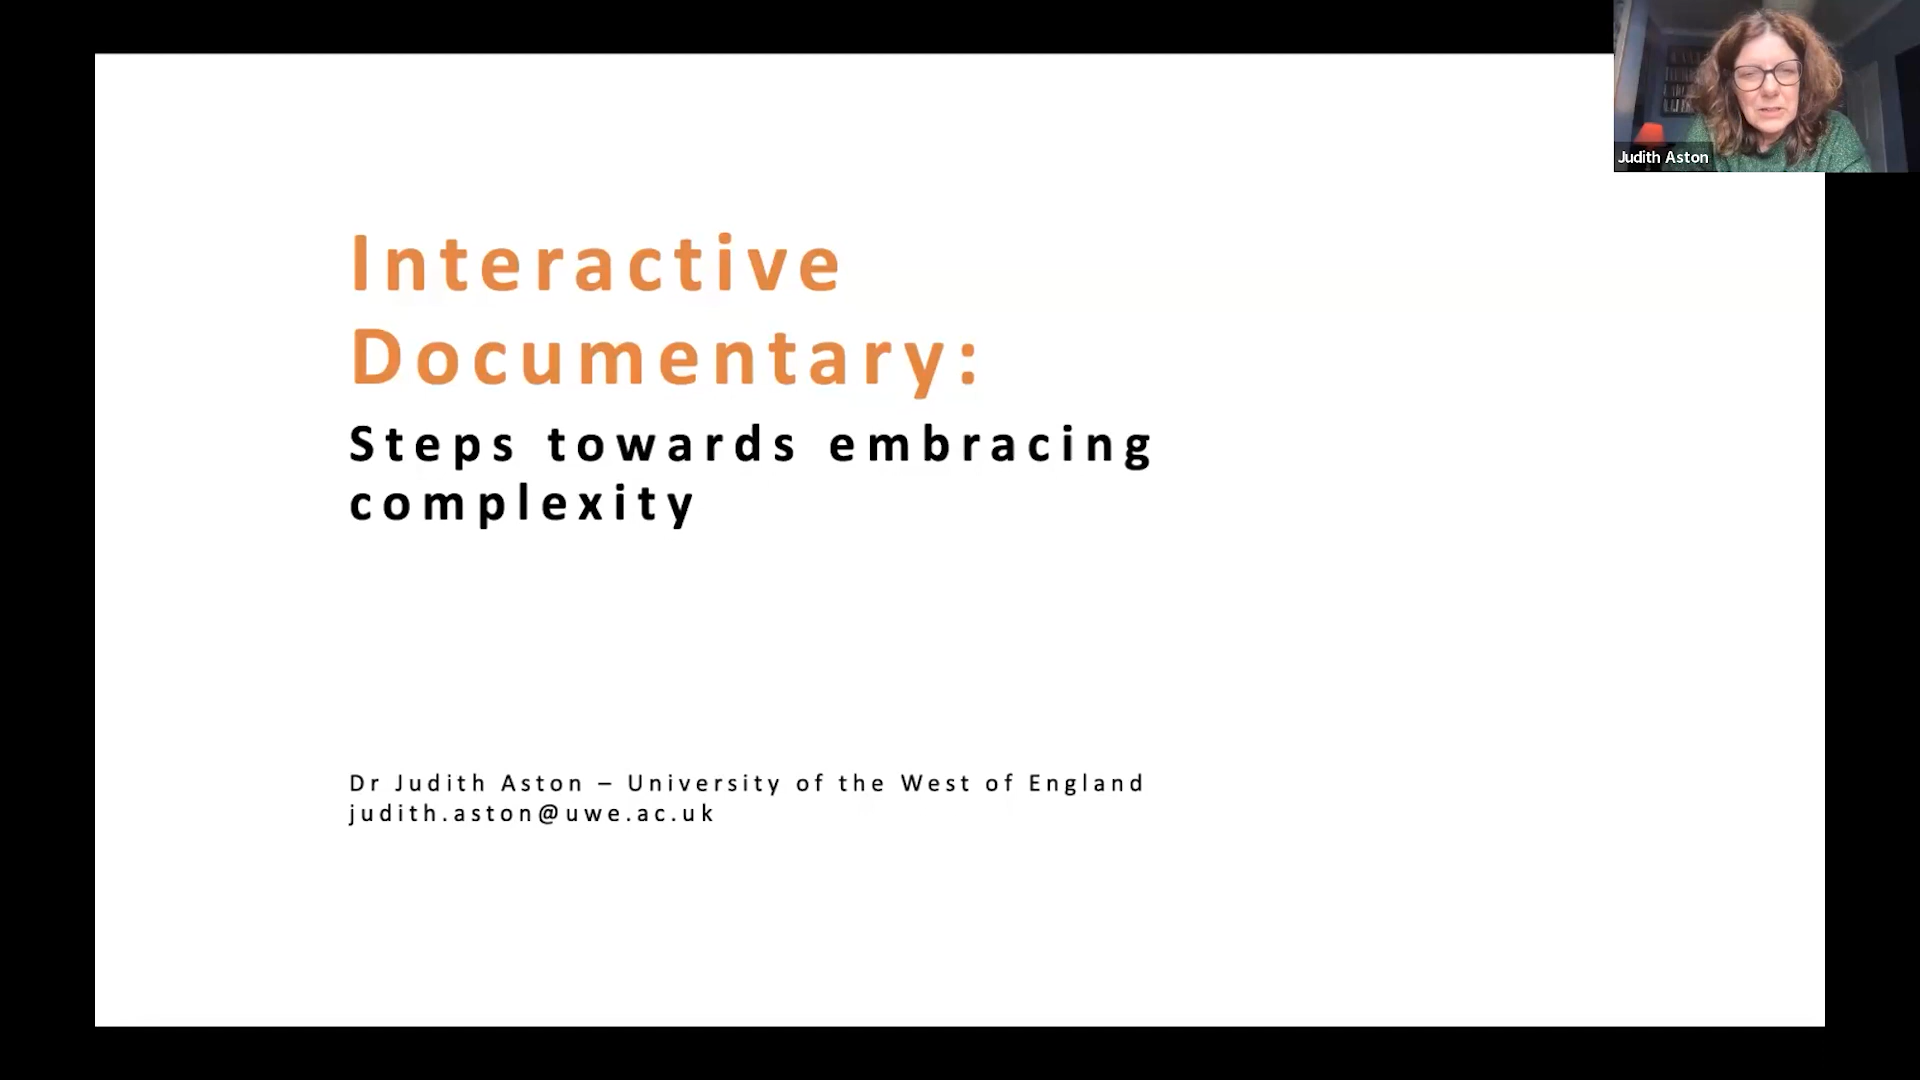 Judith Aston
Interactive
Documentary:
Steps towards embracing
complexity
Dr Judith Aston – University of the West of England
judith.aston@uwe.ac.uk